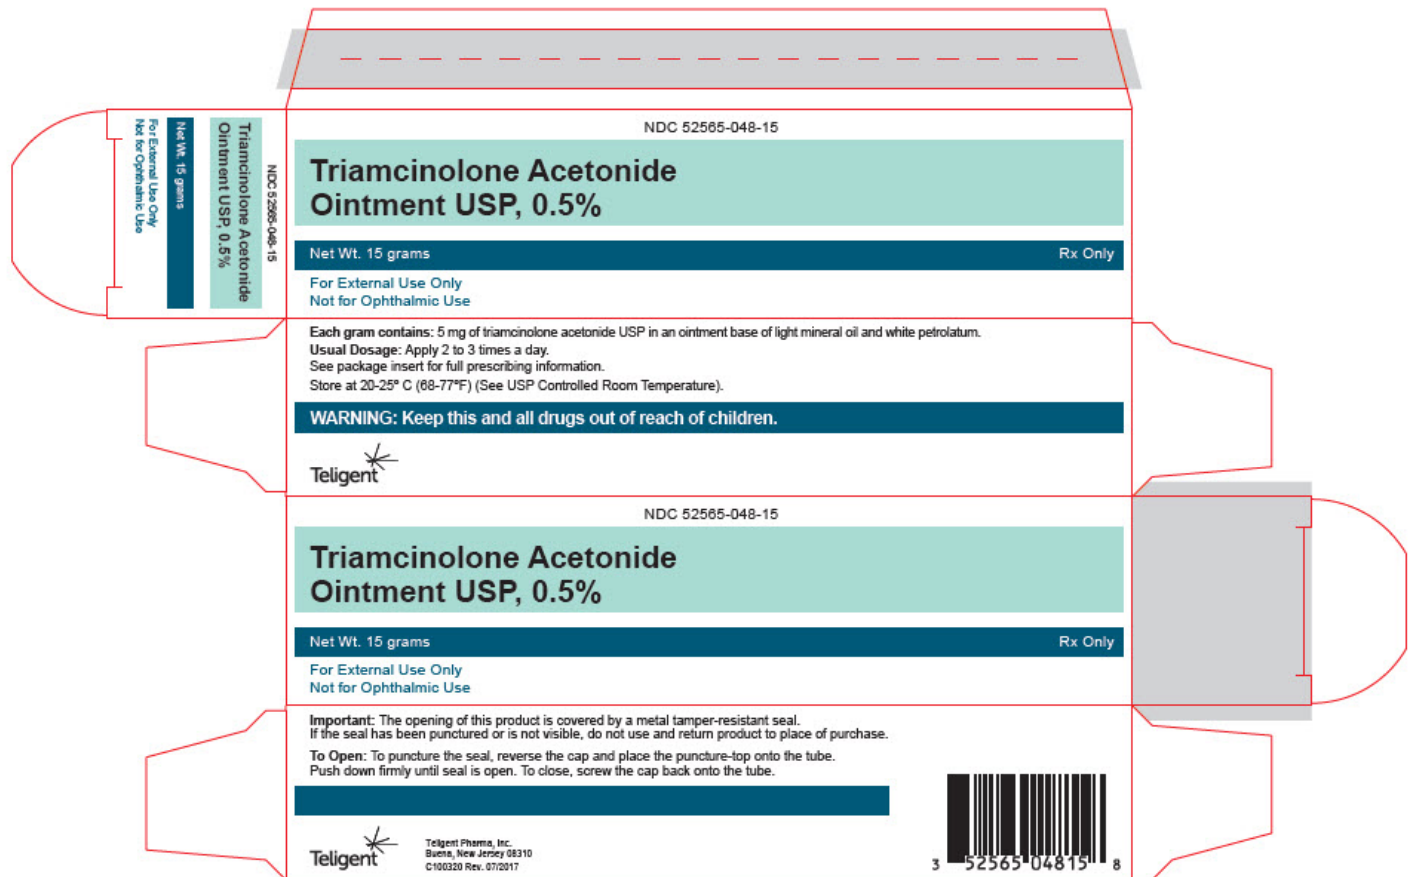 NDC 52565-048-15
Triamcinolone Acetonide
Ointment USP, 0.5%
Net Wt. 15 grams
For External Use Only
Not for Ophthalmic Use
NDC 52565-048-15
Triamcinolone Acetonide
Ointment USP, 0.5%
Net Wt. 15 grams Rx Only
For External Use Only
Not for Ophthalmic Use
Each gram contains: 5 mg of triamcinolone acetonide USP in an ointment base of light mineral oil and white petrolatum.
Usual Dosage: Apply 2 to 3 times a day.
See package insert for full prescribing information.
Store at 20-25º C (68-77ºF) (See USP Controlled Room Temperature).
WARNING: Keep this and all drugs out of reach of children.
Teligent
NDC 52565-048-15
Triamcinolone Acetonide
Ointment USP, 0.5%
Net Wt. 15 grams Rx Only
For External Use Only
Not for Ophthalmic Use
Important: The opening of this product is covered by a metal tamper-resistant seal.
If the seal has been punctured or is not visible, do not use and return product to place of purchase.
To Open: To puncture the seal, reverse the cap and place the puncture-top onto the tube.
Push down firmly until seal is open. To close, screw the cap back onto the tube.
Teligent
Teligent Pharma, Inc.
Buena, New Jersey 08310
C100320 Rev. 07/2017
3 52565 04815 8